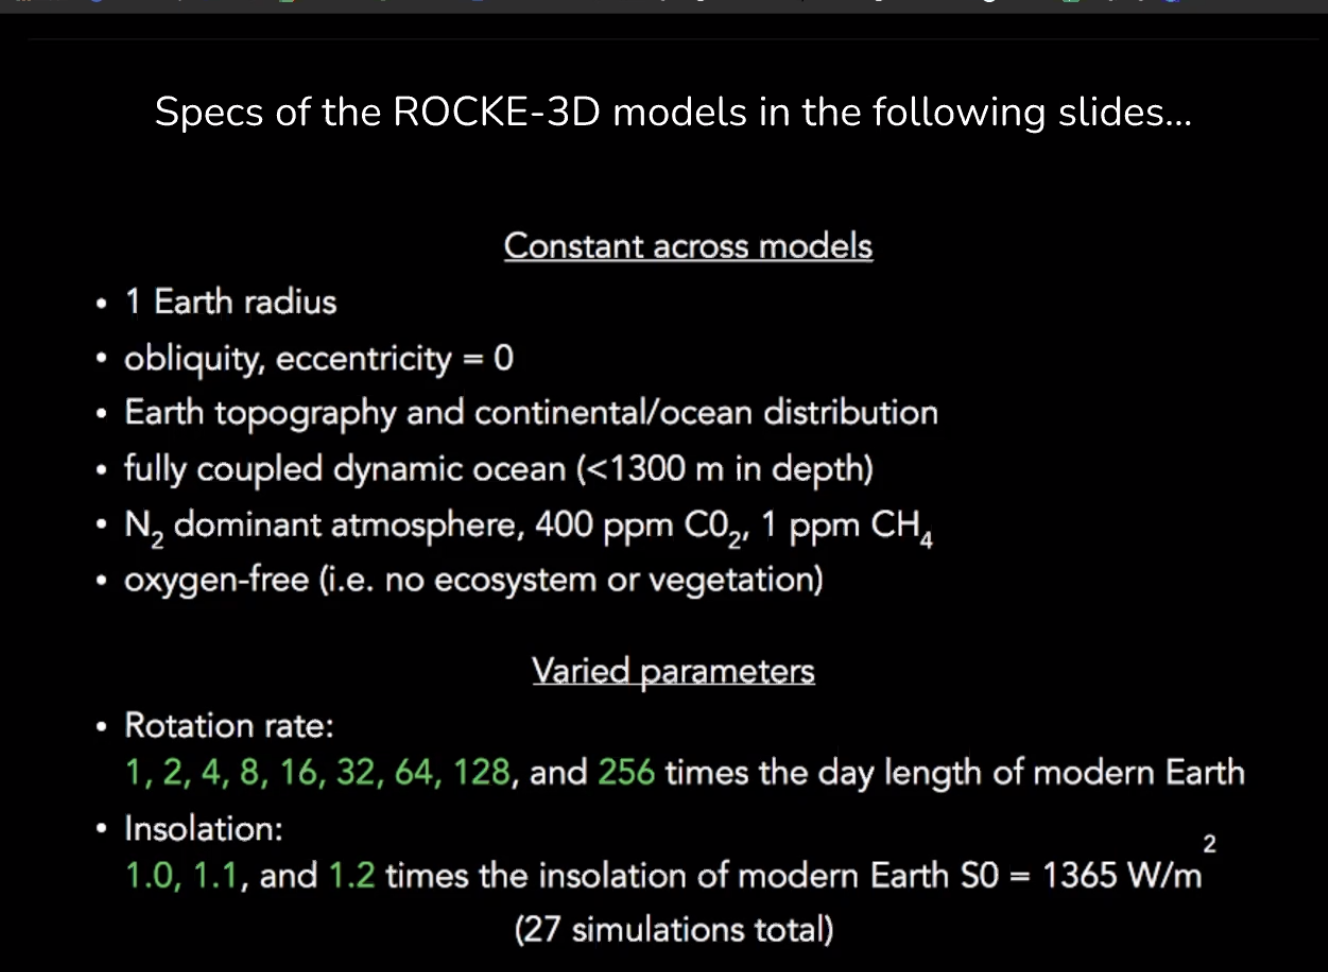 Specs of the ROCKE-3D models in the following slides...
Constant across models
• 1 Earth radius
• obliquity, eccentricity = 0
• Earth topography and continental/ocean distribution
• fully coupled dynamic ocean (<1300 m in depth)
• N₂ dominant atmosphere, 400 ppm C0₂, 1 ppm CH₄
• oxygen-free (i.e. no ecosystem or vegetation)
Varied parameters
• Rotation rate:
1, 2, 4, 8, 16, 32, 64, 128, and 256 times the day length of modern Earth
• Insolation:
1.0, 1.1, and 1.2 times the insolation of modern Earth S0 = 1365 W/m²
(27 simulations total)